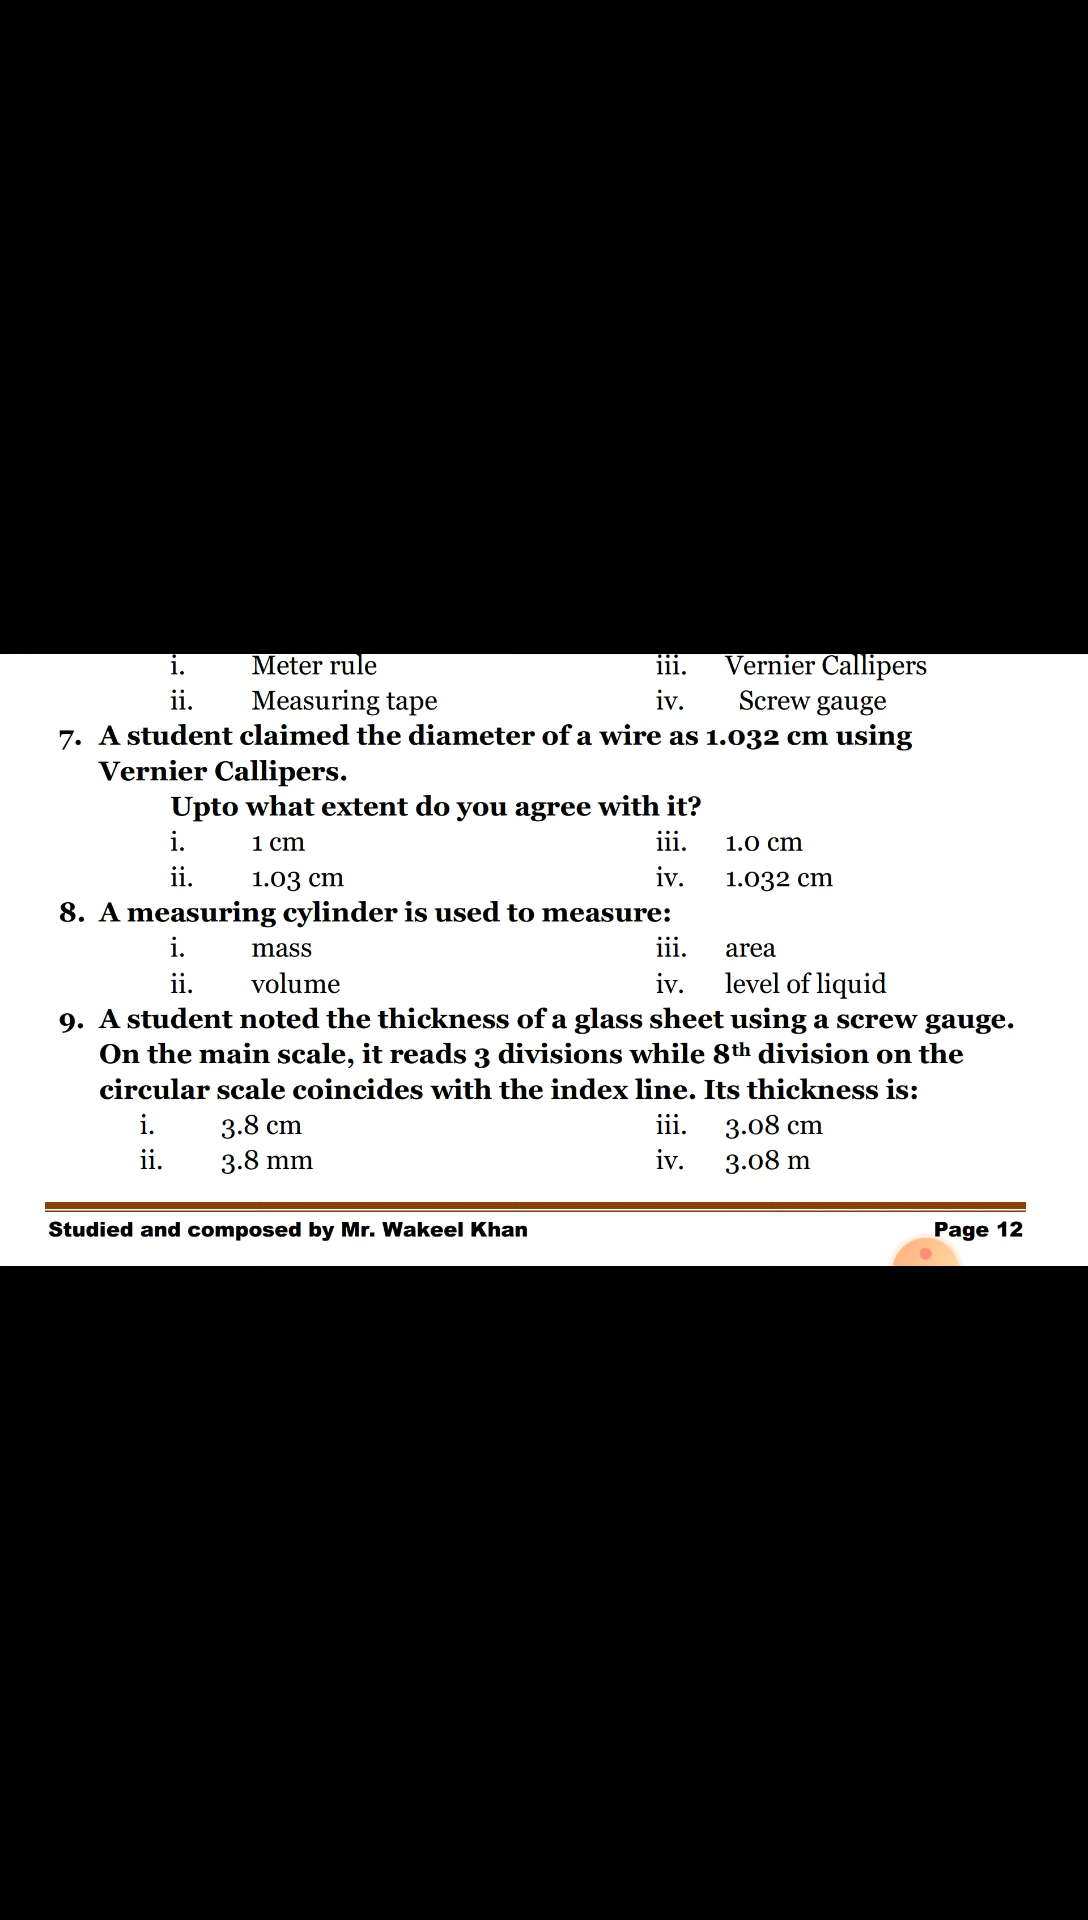 i. Meter rule iii. Vernier Callipers
ii. Measuring tape iv. Screw gauge
7. A student claimed the diameter of a wire as 1.032 cm using
Vernier Callipers.
Upto what extent do you agree with it?
i. 1 cm iii. 1.0 cm
ii. 1.03 cm iv. 1.032 cm
8. A measuring cylinder is used to measure:
i. mass iii. area
ii. volume iv. level of liquid
9. A student noted the thickness of a glass sheet using a screw gauge.
On the main scale, it reads 3 divisions while 8th division on the
circular scale coincides with the index line. Its thickness is:
i. 3.8 cm iii. 3.08 cm
ii. 3.8 mm iv. 3.08 m
Studied and composed by Mr. Wakeel Khan Page 12